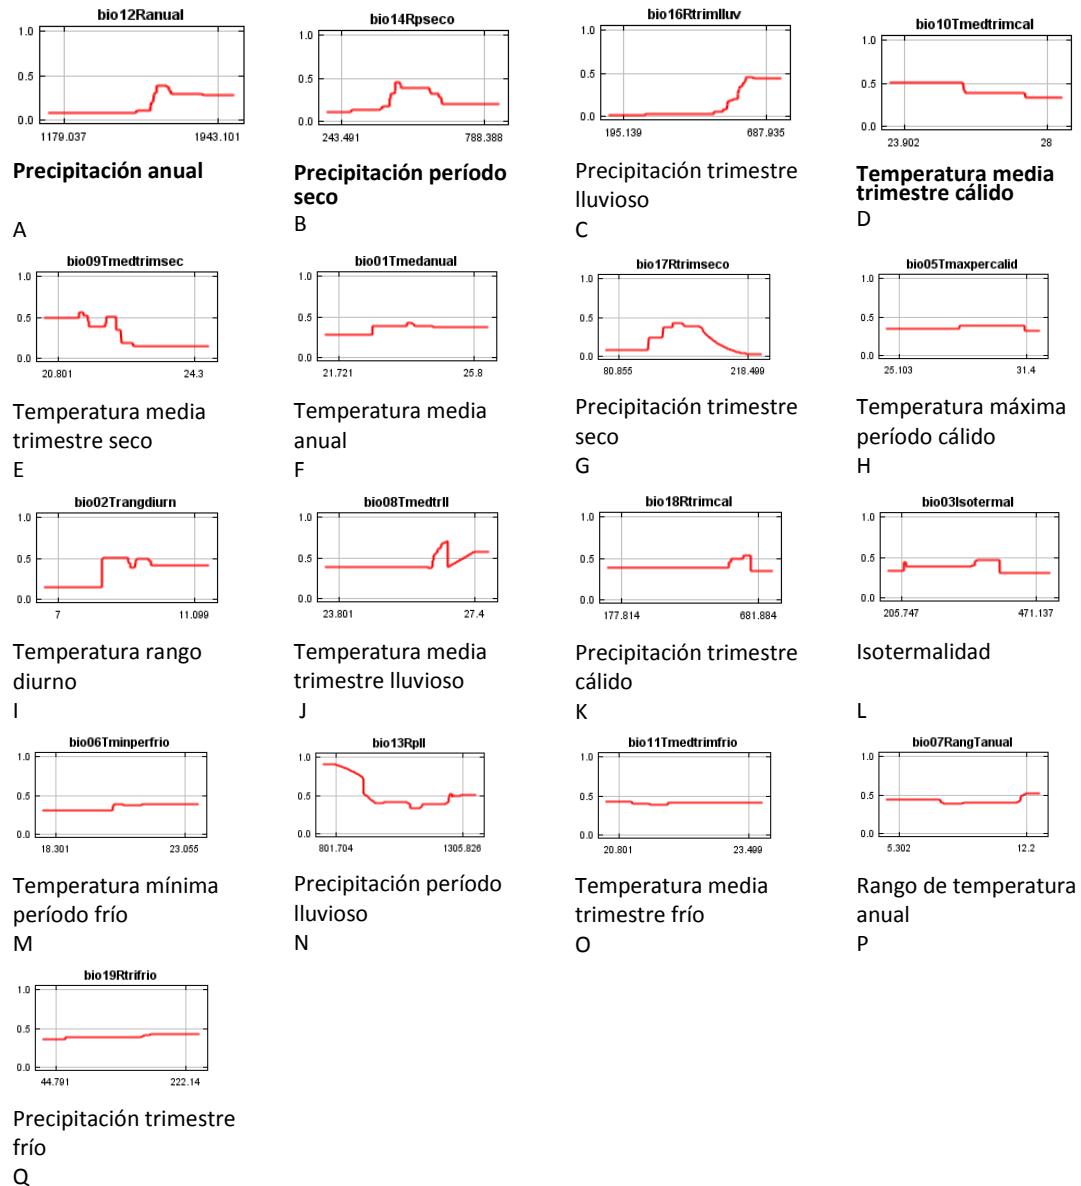 bio12Ranual
1.0
0.5
0.0
1179.037 1943.101
Precipitación anual
A
bio14Rpseco
1.0
0.5
0.0
243.491 788.388
Precipitación período
seco
B
bio16Rtrimlluv
1.0
0.5
0.0
195.139 687.935
Precipitación trimestre
lluvioso
C
bio10Tmedtrimcal
1.0
0.5
0.0
23.902 28
Temperatura media
trimestre cálido
D
bio09Tmedtrimsec
1.0
0.5
0.0
20.801 24.3
Temperatura media
trimestre seco
E
bio01Tmedanual
1.0
0.5
0.0
21.721 25.8
Temperatura media
anual
F
bio17Rtrimseco
1.0
0.5
0.0
80.855 218.499
Precipitación trimestre
seco
G
bio05Tmaxpercalid
1.0
0.5
0.0
25.103 31.4
Temperatura máxima
período cálido
H
bio02Trangdiurn
1.0
0.5
0.0
7 11.099
Temperatura rango
diurno
I
bio08Tmedtrll
1.0
0.5
0.0
23.801 27.4
Temperatura media
trimestre lluvioso
J
bio18Rtrimcal
1.0
0.5
0.0
177.814 681.884
Precipitación trimestre
cálido
K
bio03Isotermal
1.0
0.5
0.0
205.747 471.137
Isotermalidad
L
bio06Tminperfrio
1.0
0.5
0.0
18.301 23.055
Temperatura mínima
período frío
M
bio13Rpll
1.0
0.5
0.0
801.704 1305.826
Precipitación período
lluvioso
N
bio11Tmedtrimfrio
1.0
0.5
0.0
20.801 23.499
Temperatura media
trimestre frío
O
bio07RangTanual
1.0
0.5
0.0
5.302 12.2
Rango de temperatura
anual
P
bio19Rtrifrio
1.0
0.5
0.0
44.791 222.14
Precipitación trimestre
frío
Q